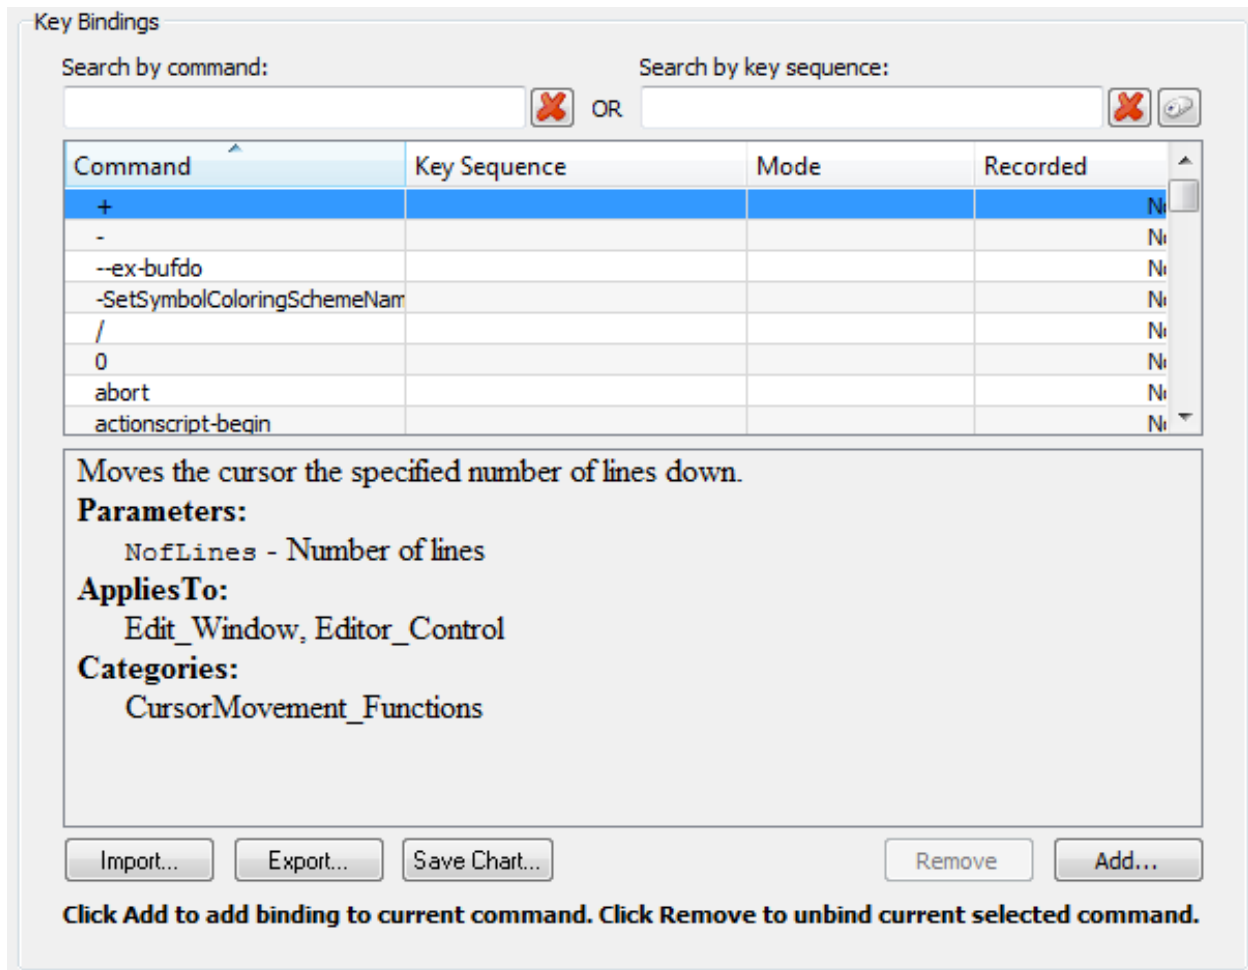 Key Bindings
Search by command: Search by key sequence:
OR
Command Key Sequence Mode Recorded
+
-
--ex-bufdo
-SetSymbolColoringSchemeNam
/
0
abort
actionscript-begin
Moves the cursor the specified number of lines down.
Parameters:
NofLines - Number of lines
AppliesTo:
Edit_Window, Editor_Control
Categories:
CursorMovement_Functions
Import... Export... Save Chart... Remove Add...
Click Add to add binding to current command. Click Remove to unbind current selected command.